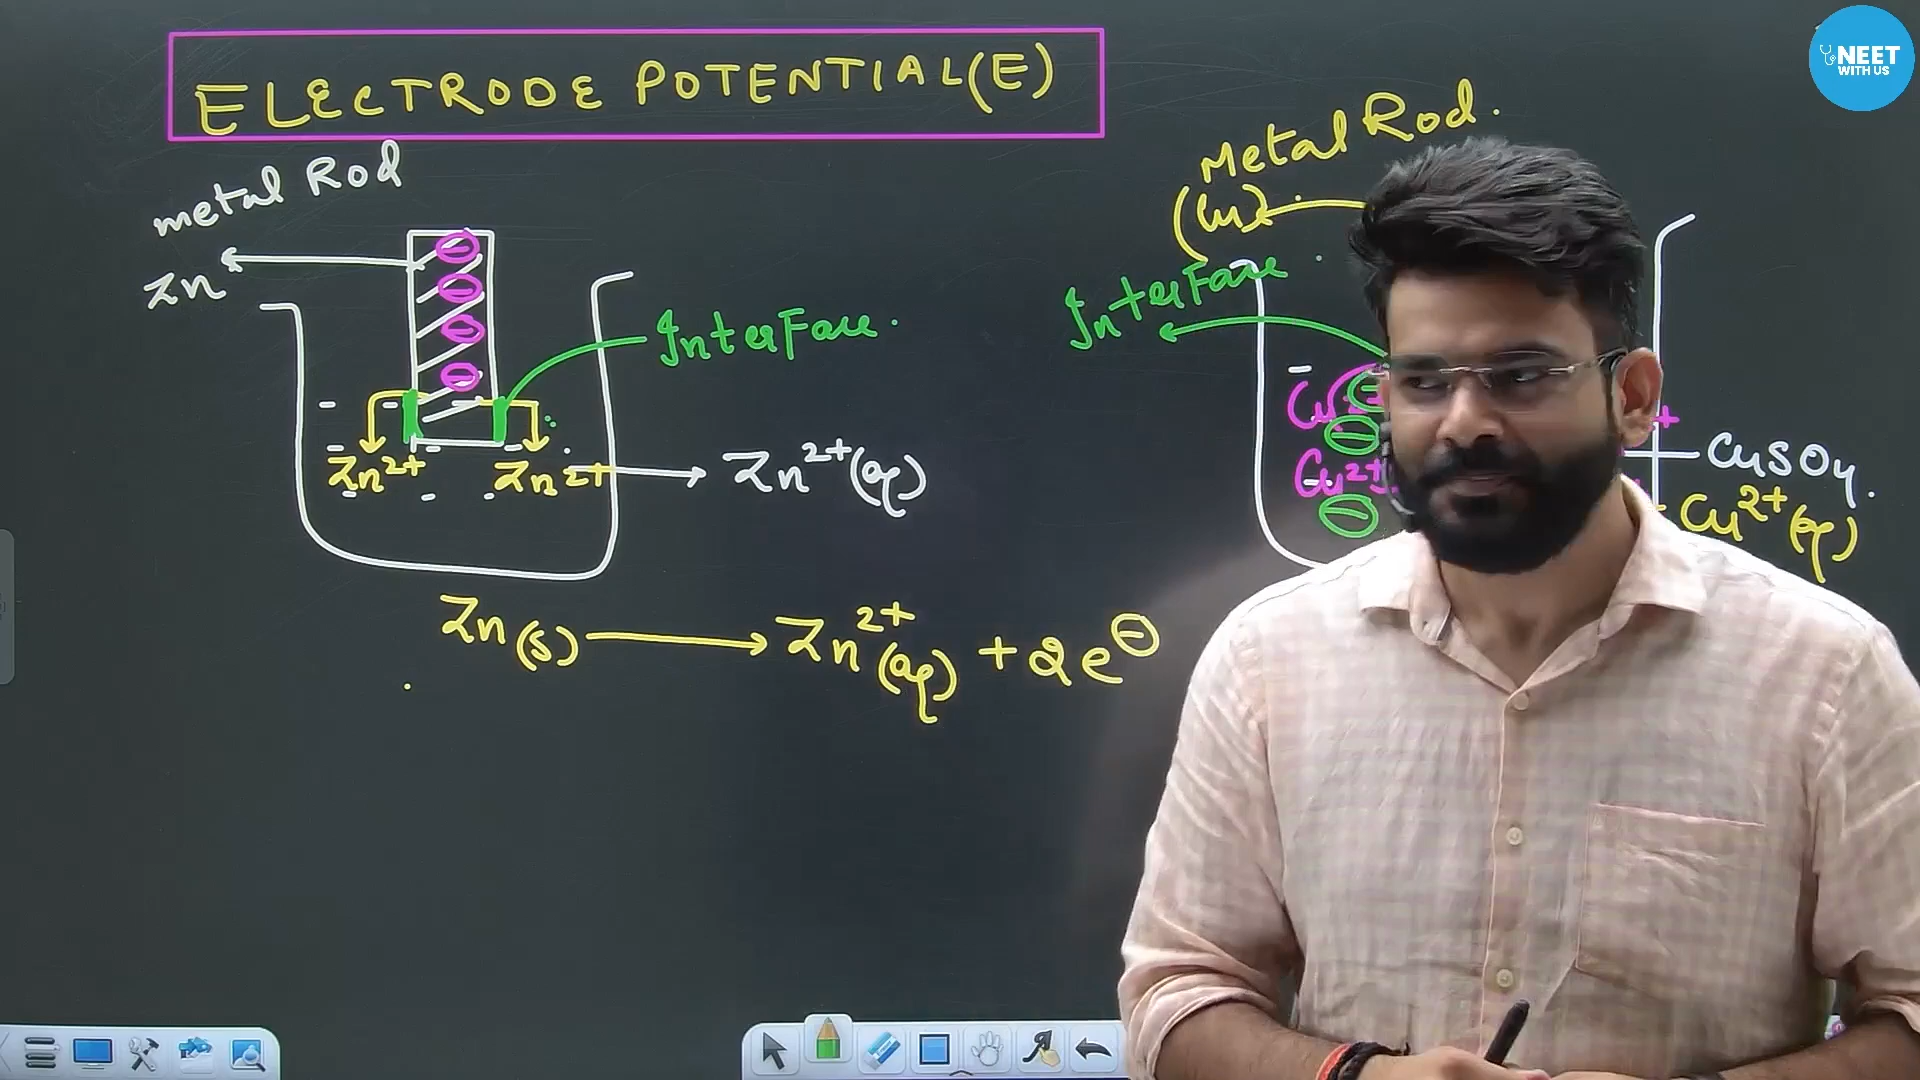 NEET
WITH US
ELECTRODE POTENTIAL(E)
metal Rod
Zn
Interface.
Zn2+ Zn2+
Zn2+(aq)
Zn(s) → Zn2+(aq) + 2e⊖
Metal Rod.
(Cu)
Interface
Cu2+
CuSO4.
Cu2+(aq)